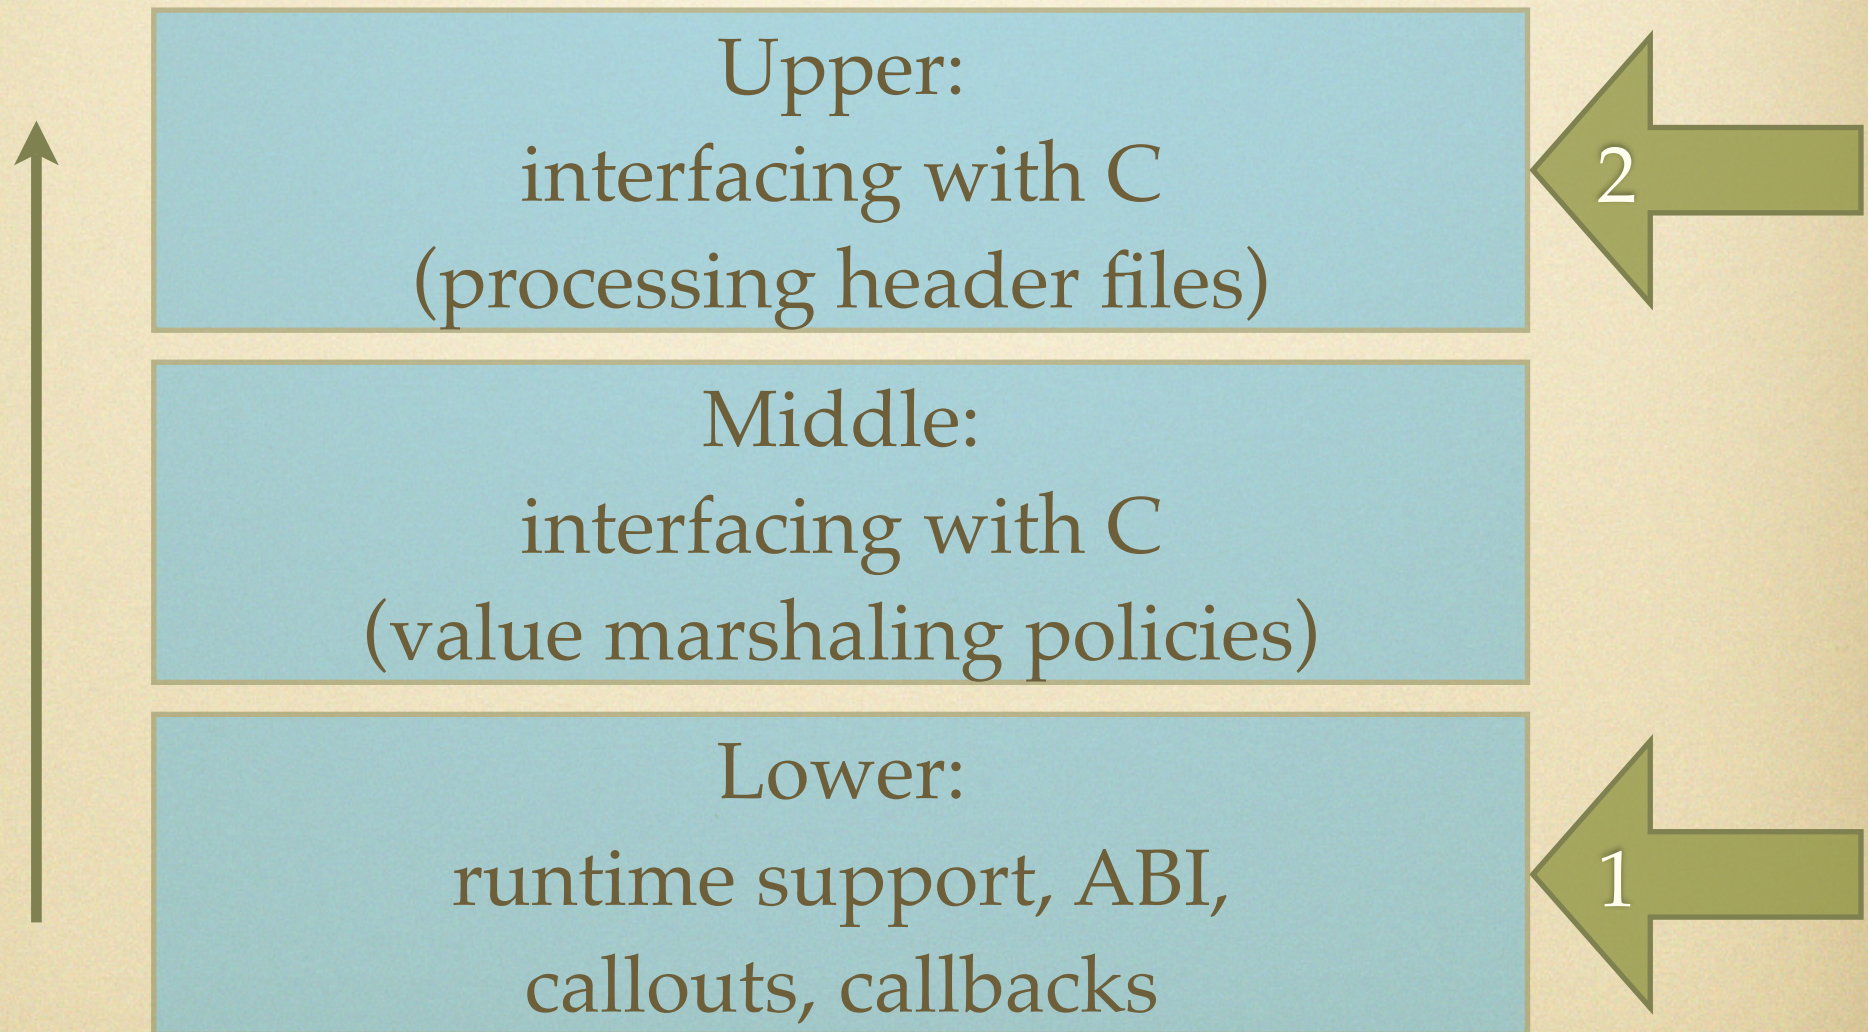 Upper:
interfacing with C
(processing header files)
2
Middle:
interfacing with C
(value marshaling policies)
Lower:
runtime support, ABI,
callouts, callbacks
1